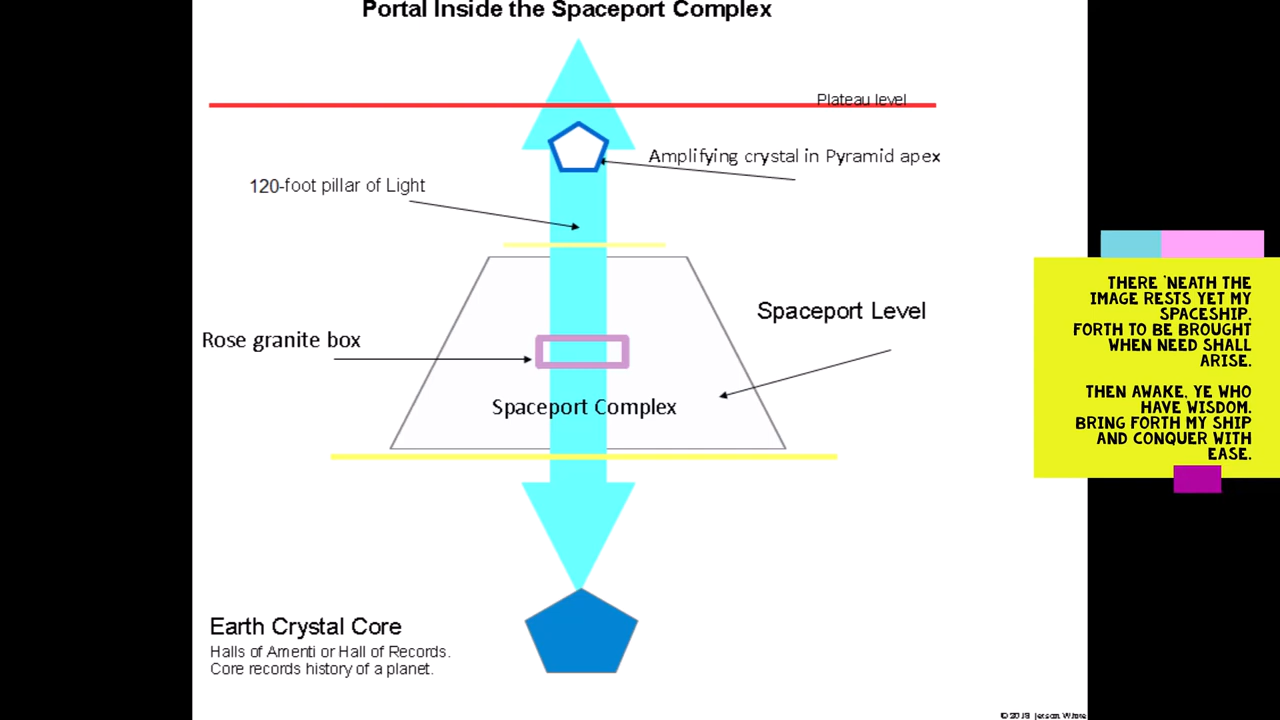 Portal Inside the Spaceport Complex
Plateau level
Amplifying crystal in Pyramid apex
120-foot pillar of Light
Spaceport Level
Rose granite box
Spaceport Complex
Earth Crystal Core
Halls of Amenti or Hall of Records.
Core records history of a planet.
THERE 'NEATH THE
IMAGE RESTS YET MY
SPACESHIP,
FORTH TO BE BROUGHT
WHEN NEED SHALL
ARISE.
THEN AWAKE, YE WHO
HAVE WISDOM.
BRING FORTH MY SHIP
AND CONQUER WITH
EASE.